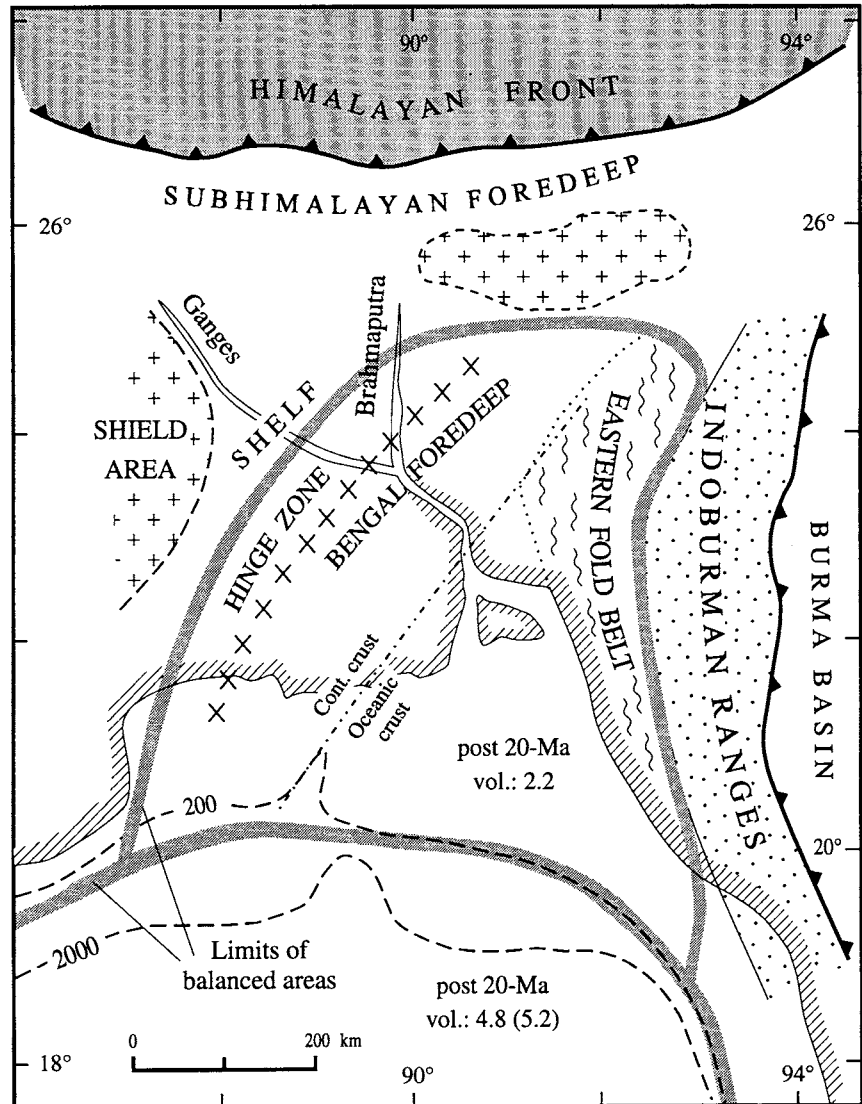 90°
94°
HIMALAYAN FRONT
SUBHIMALAYAN FOREDEEP
26°
26°
Ganges
Brahmaputra
SHELF
SHIELD
AREA
HINGE ZONE
BENGAL FOREDEEP
EASTERN FOLD BELT
INDOBURMAN RANGES
BURMA BASIN
Cont. crust
Oceanic
crust
post 20-Ma
vol.: 2.2
200
20°
2000
Limits of
balanced areas
post 20-Ma
vol.: 4.8 (5.2)
0 200 km
18°
90°
94°